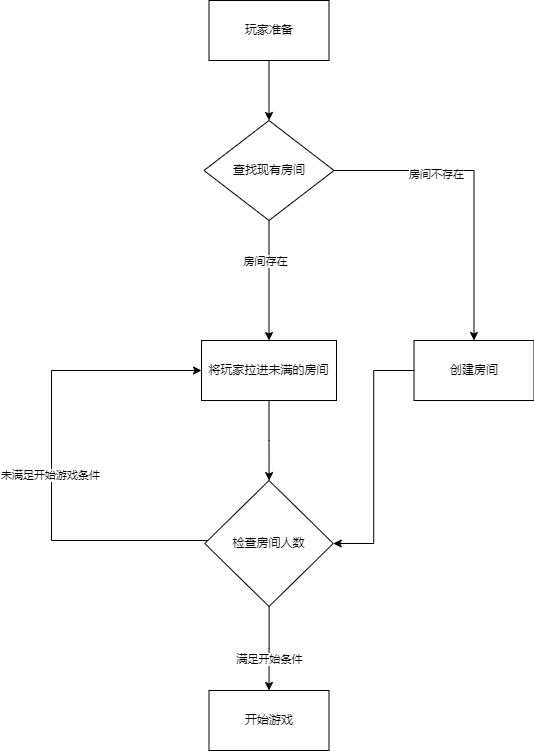 玩家准备
查找现有房间
房间不存在
房间存在
将玩家拉进未满的房间
创建房间
未满足开始游戏条件
检查房间人数
满足开始条件
开始游戏